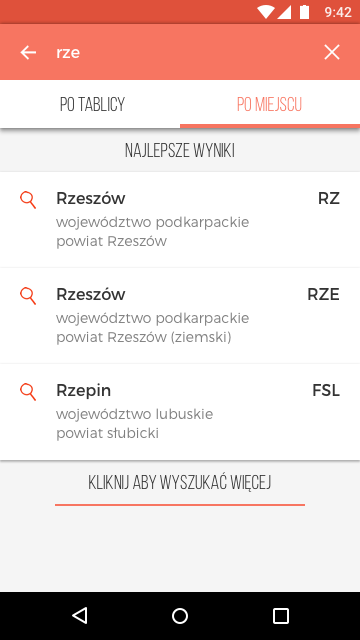 9:42
rze
PO TABLICY
PO MIEJSCU
NAJLEPSZE WYNIKI
Rzeszów RZ
województwo podkarpackie
powiat Rzeszów
Rzeszów RZE
województwo podkarpackie
powiat Rzeszów (ziemski)
Rzepin FSL
województwo lubuskie
powiat słubicki
KLIKNIJ ABY WYSZUKAĆ WIĘCEJ